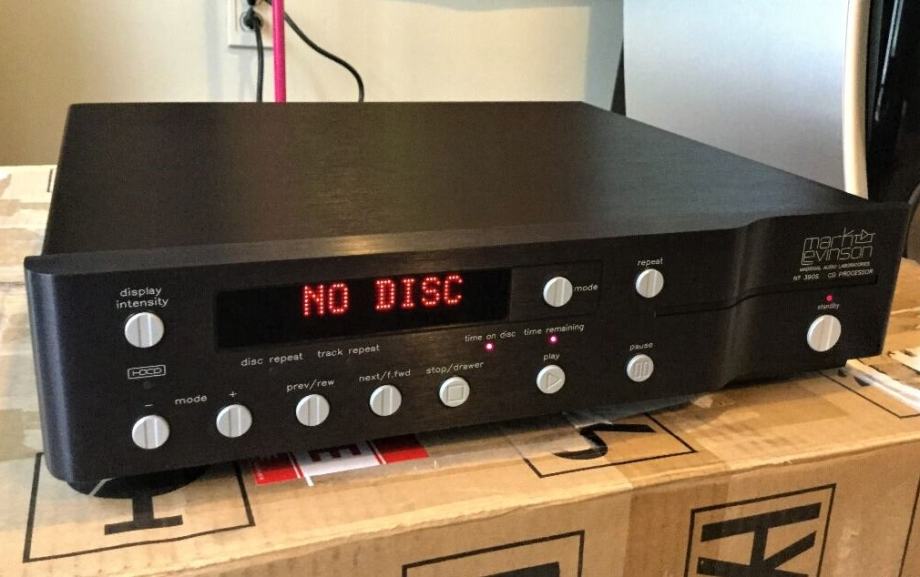 display
intensity
NO DISC
mode
repeat
mark
levinson
MADRIGAL AUDIO LABORATORIES
Nº 390S CD PROCESSOR
standby
disc repeat track repeat
time on disc time remaining
HDCD
- mode +
prev/rew
next/f.fwd
stop/drawer
play
pause